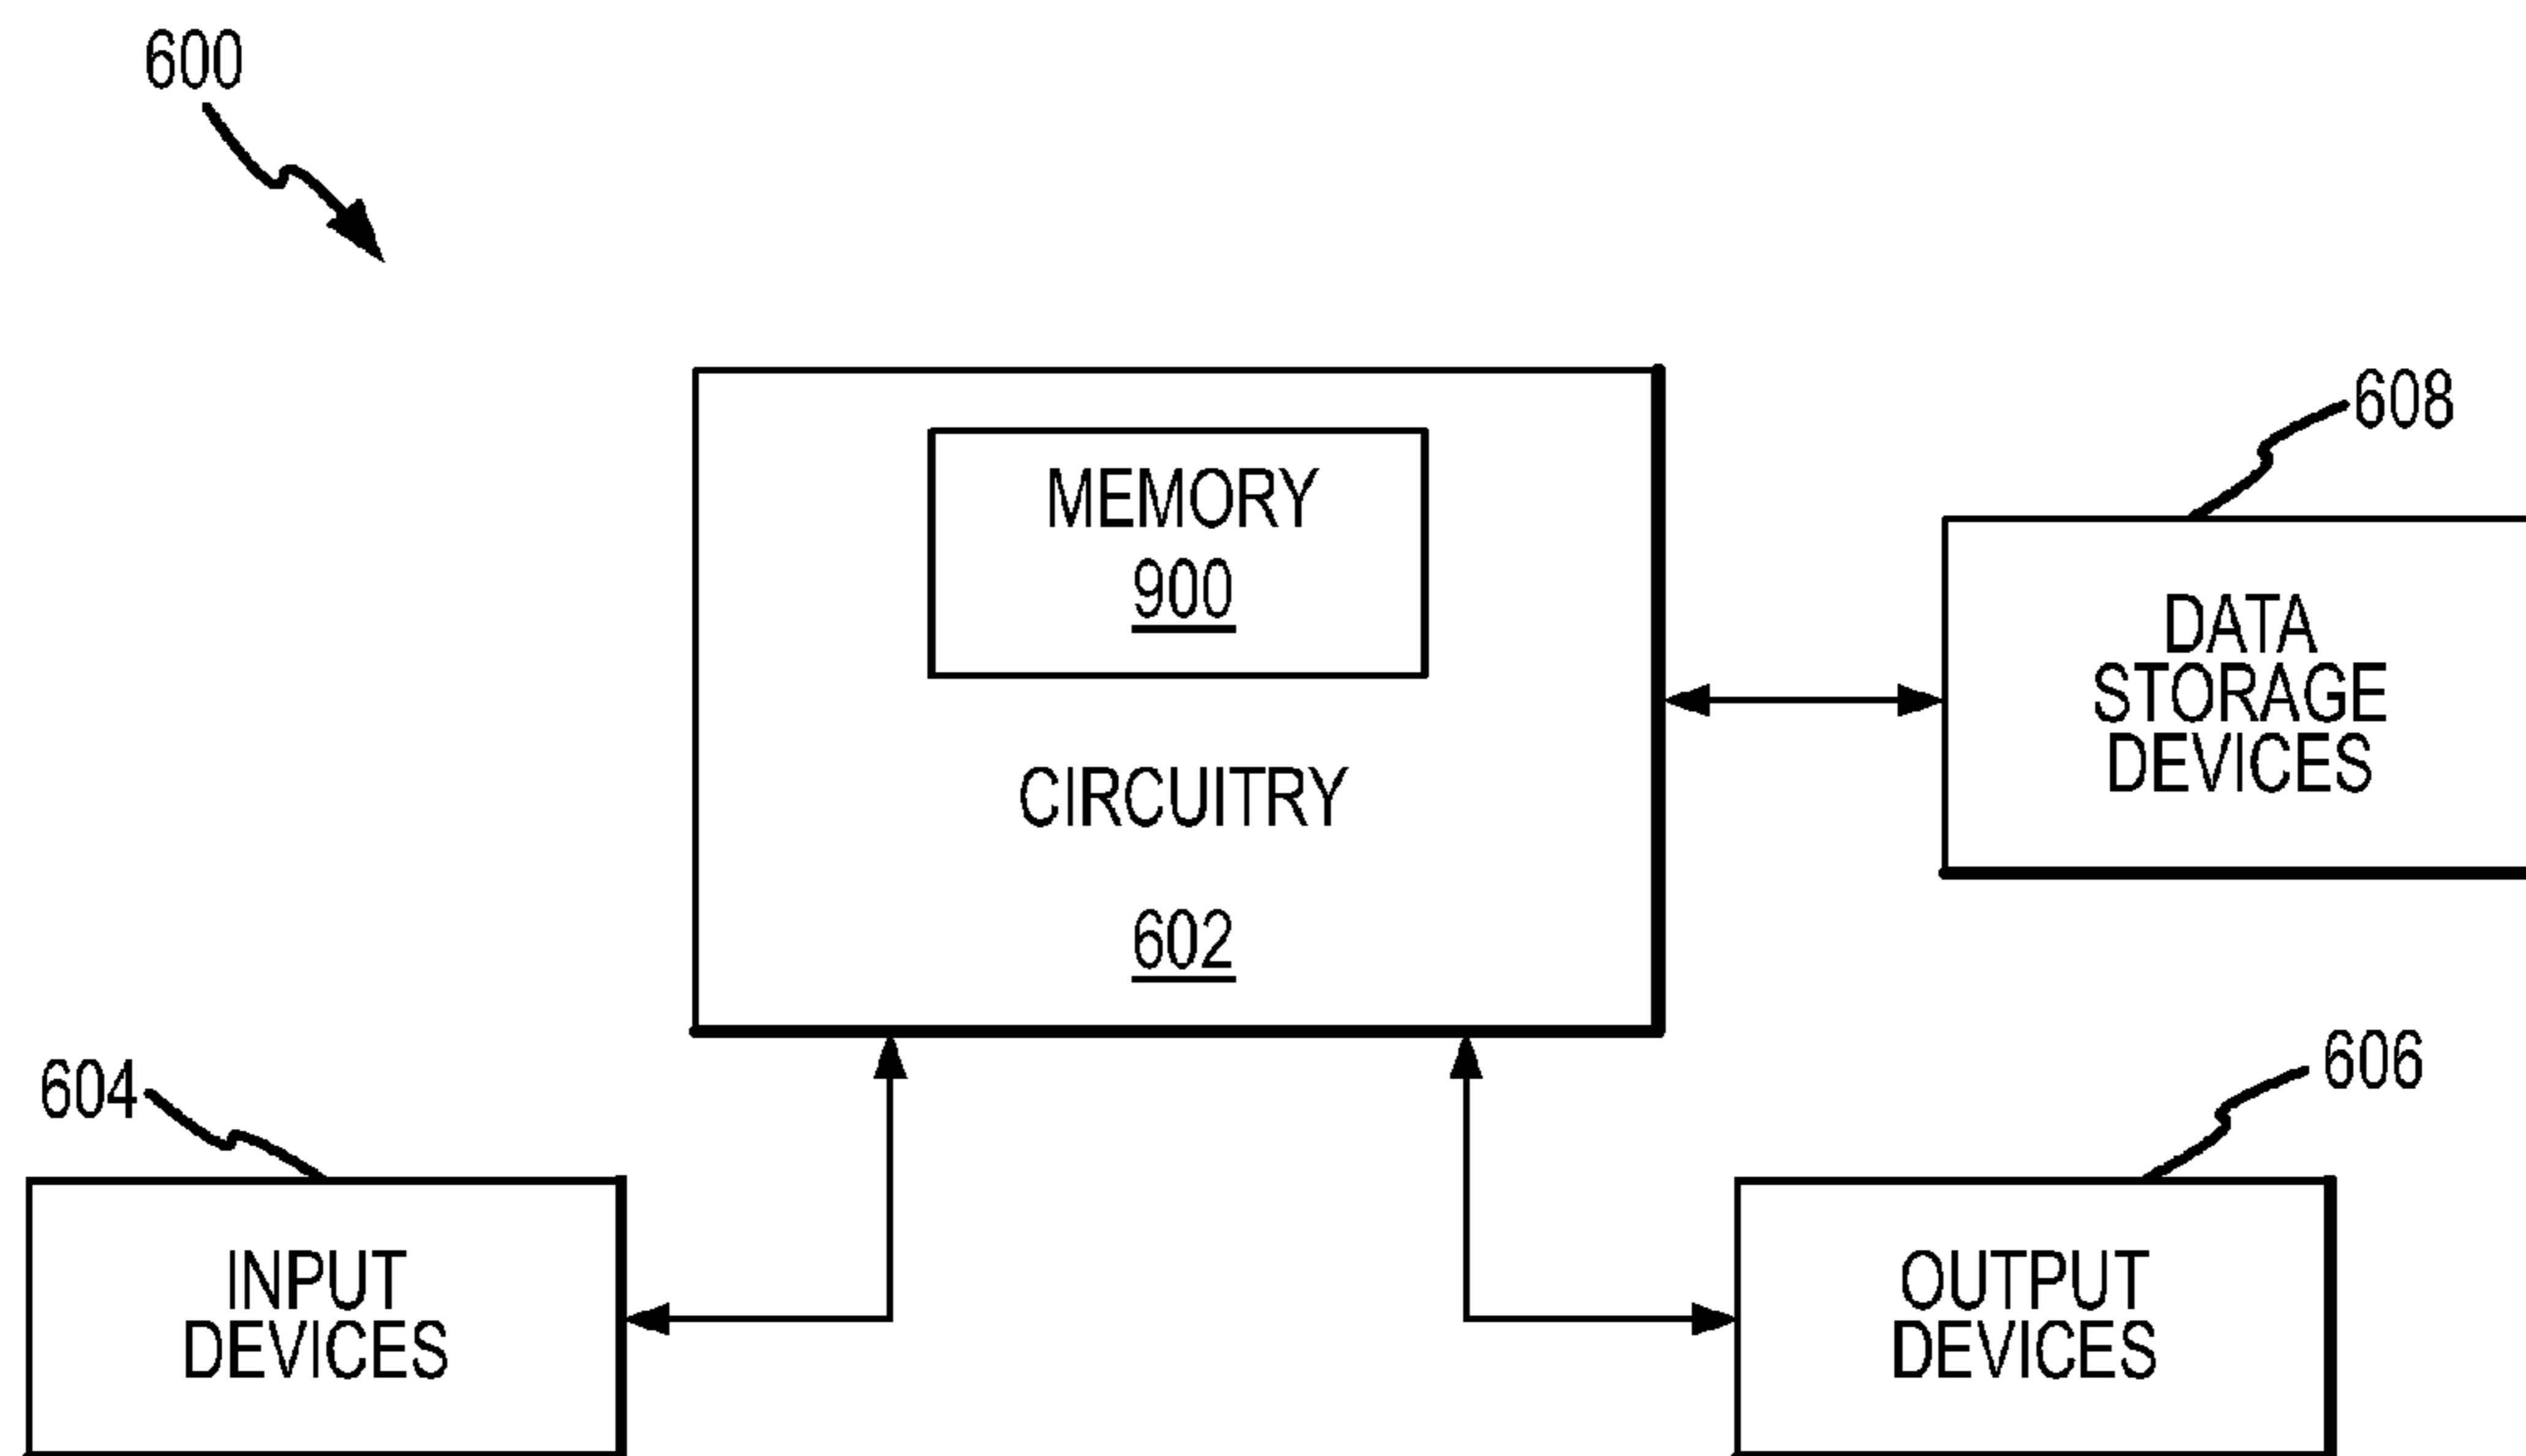 600
MEMORY
900
CIRCUITRY
602
608
DATA
STORAGE
DEVICES
604
INPUT
DEVICES
606
OUTPUT
DEVICES